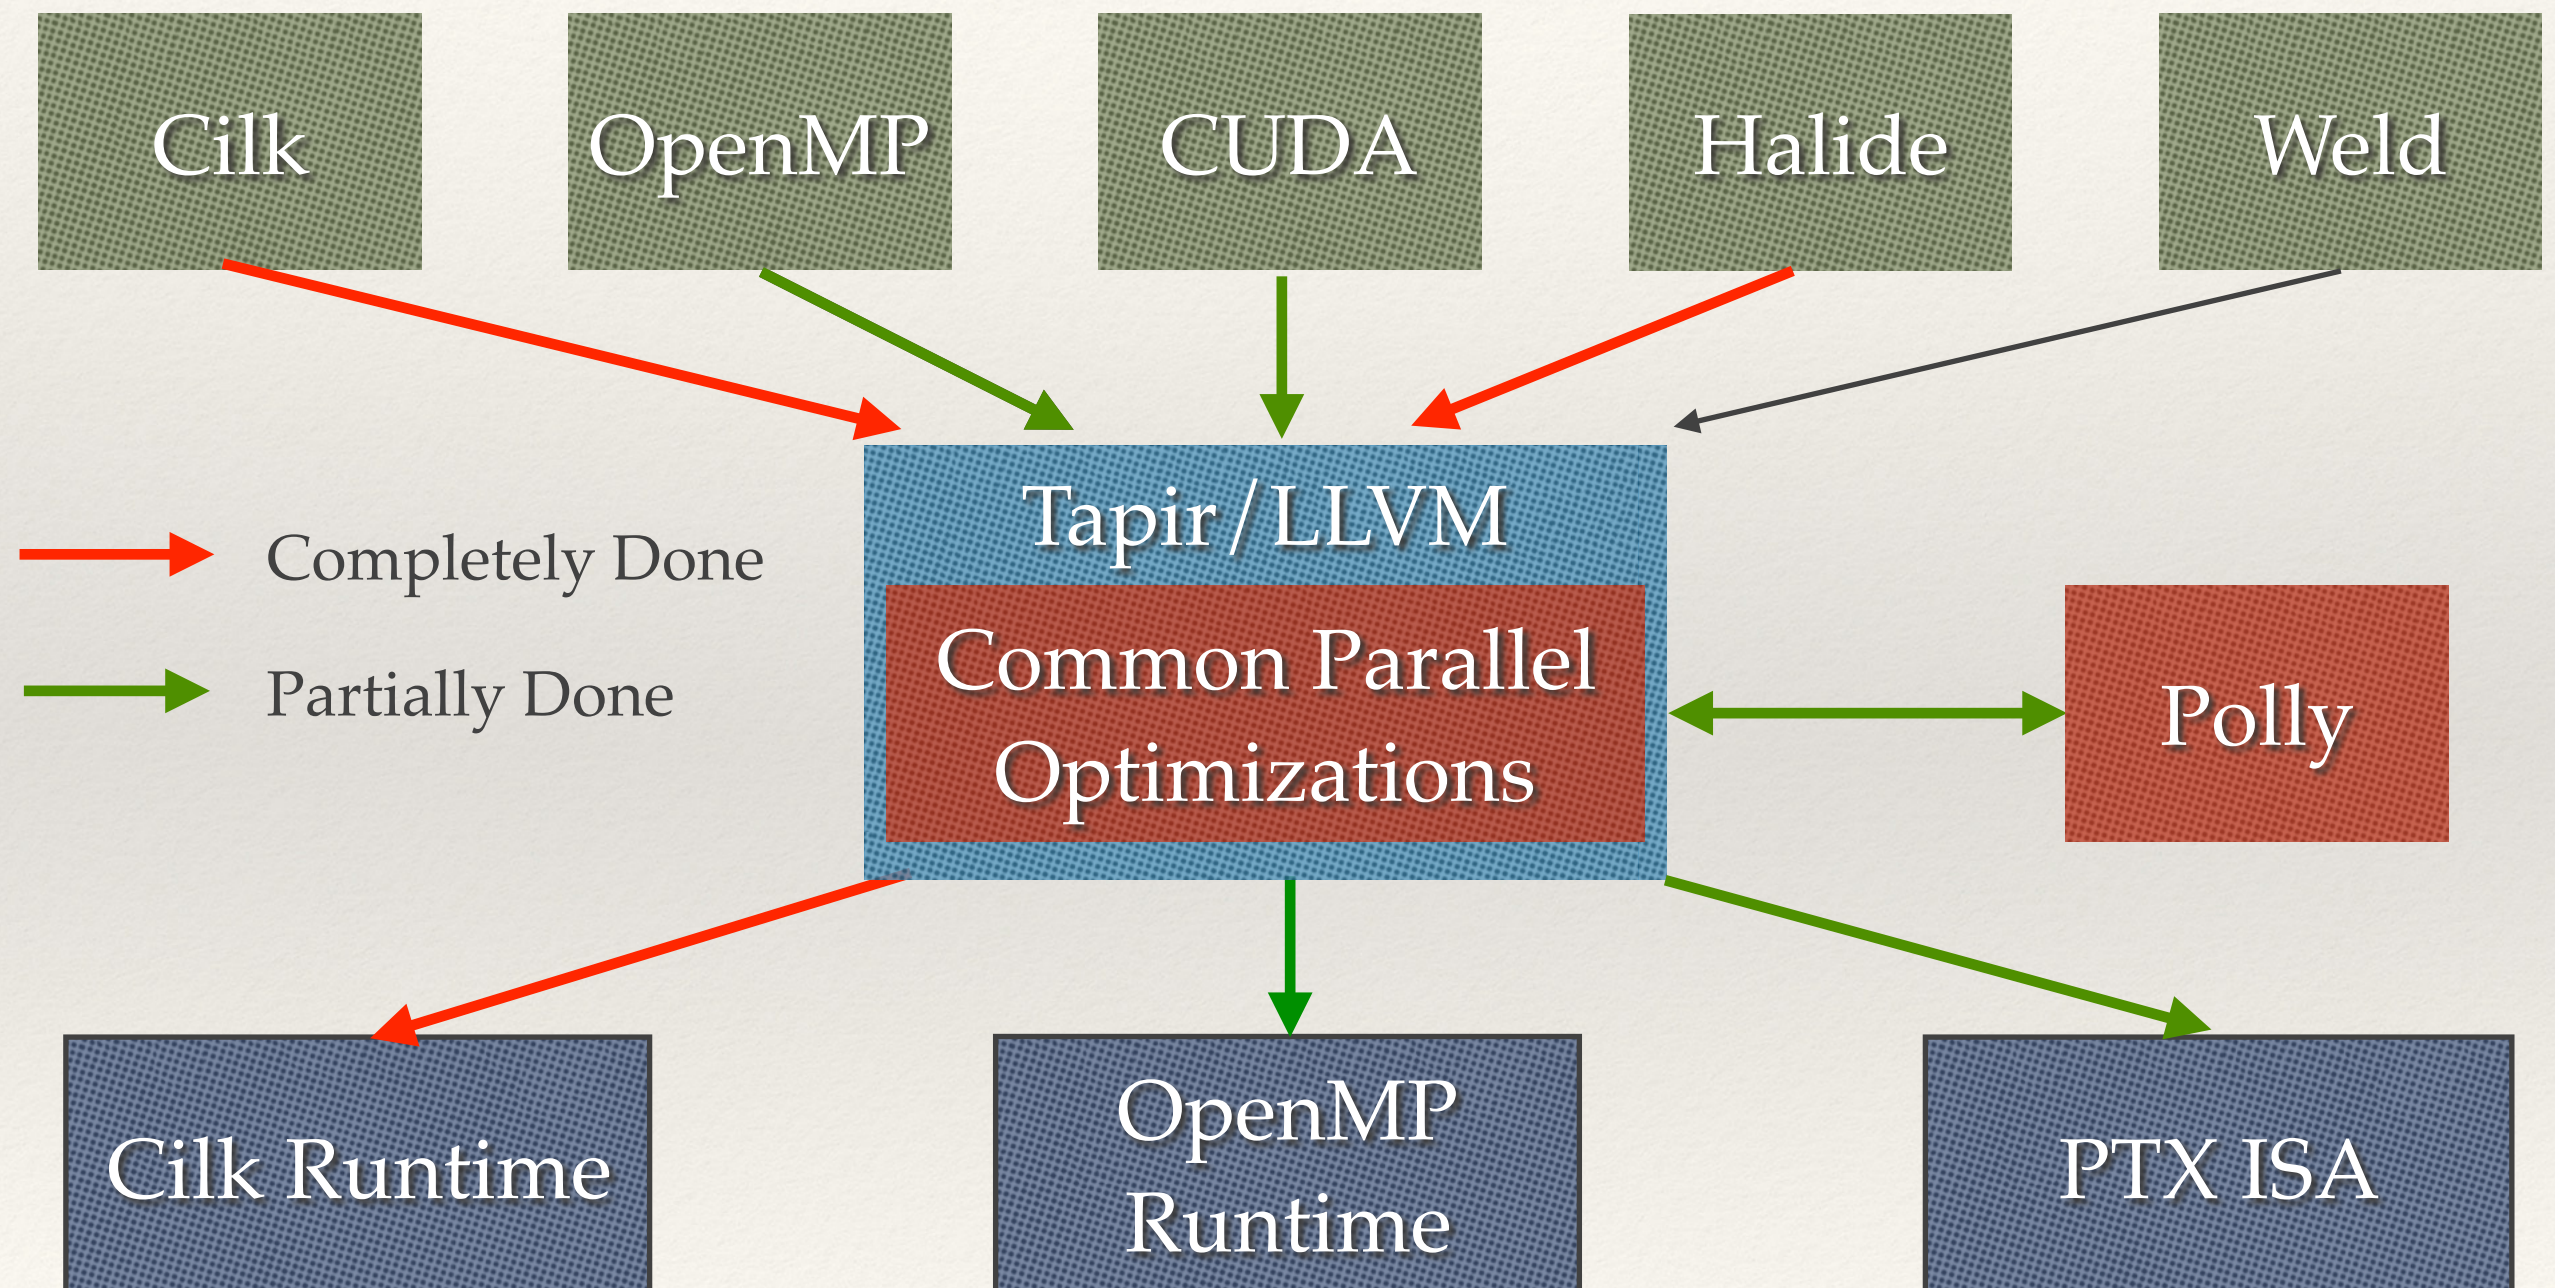 Cilk
OpenMP
CUDA
Halide
Weld
Tapir/LLVM
Completely Done
Common Parallel
Optimizations
Partially Done
Polly
Cilk Runtime
OpenMP
Runtime
PTX ISA